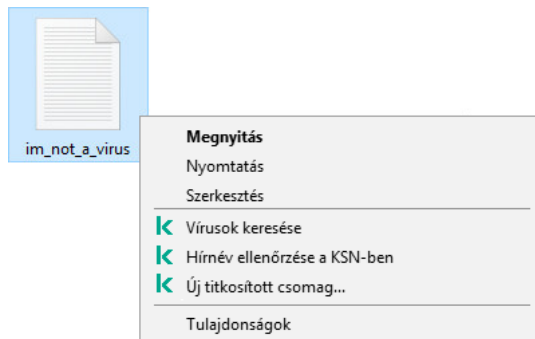 im_not_a_virus
Megnyitás
Nyomtatás
Szerkesztés
Vírusok keresése
Hírnév ellenőrzése a KSN-ben
Új titkosított csomag...
Tulajdonságok